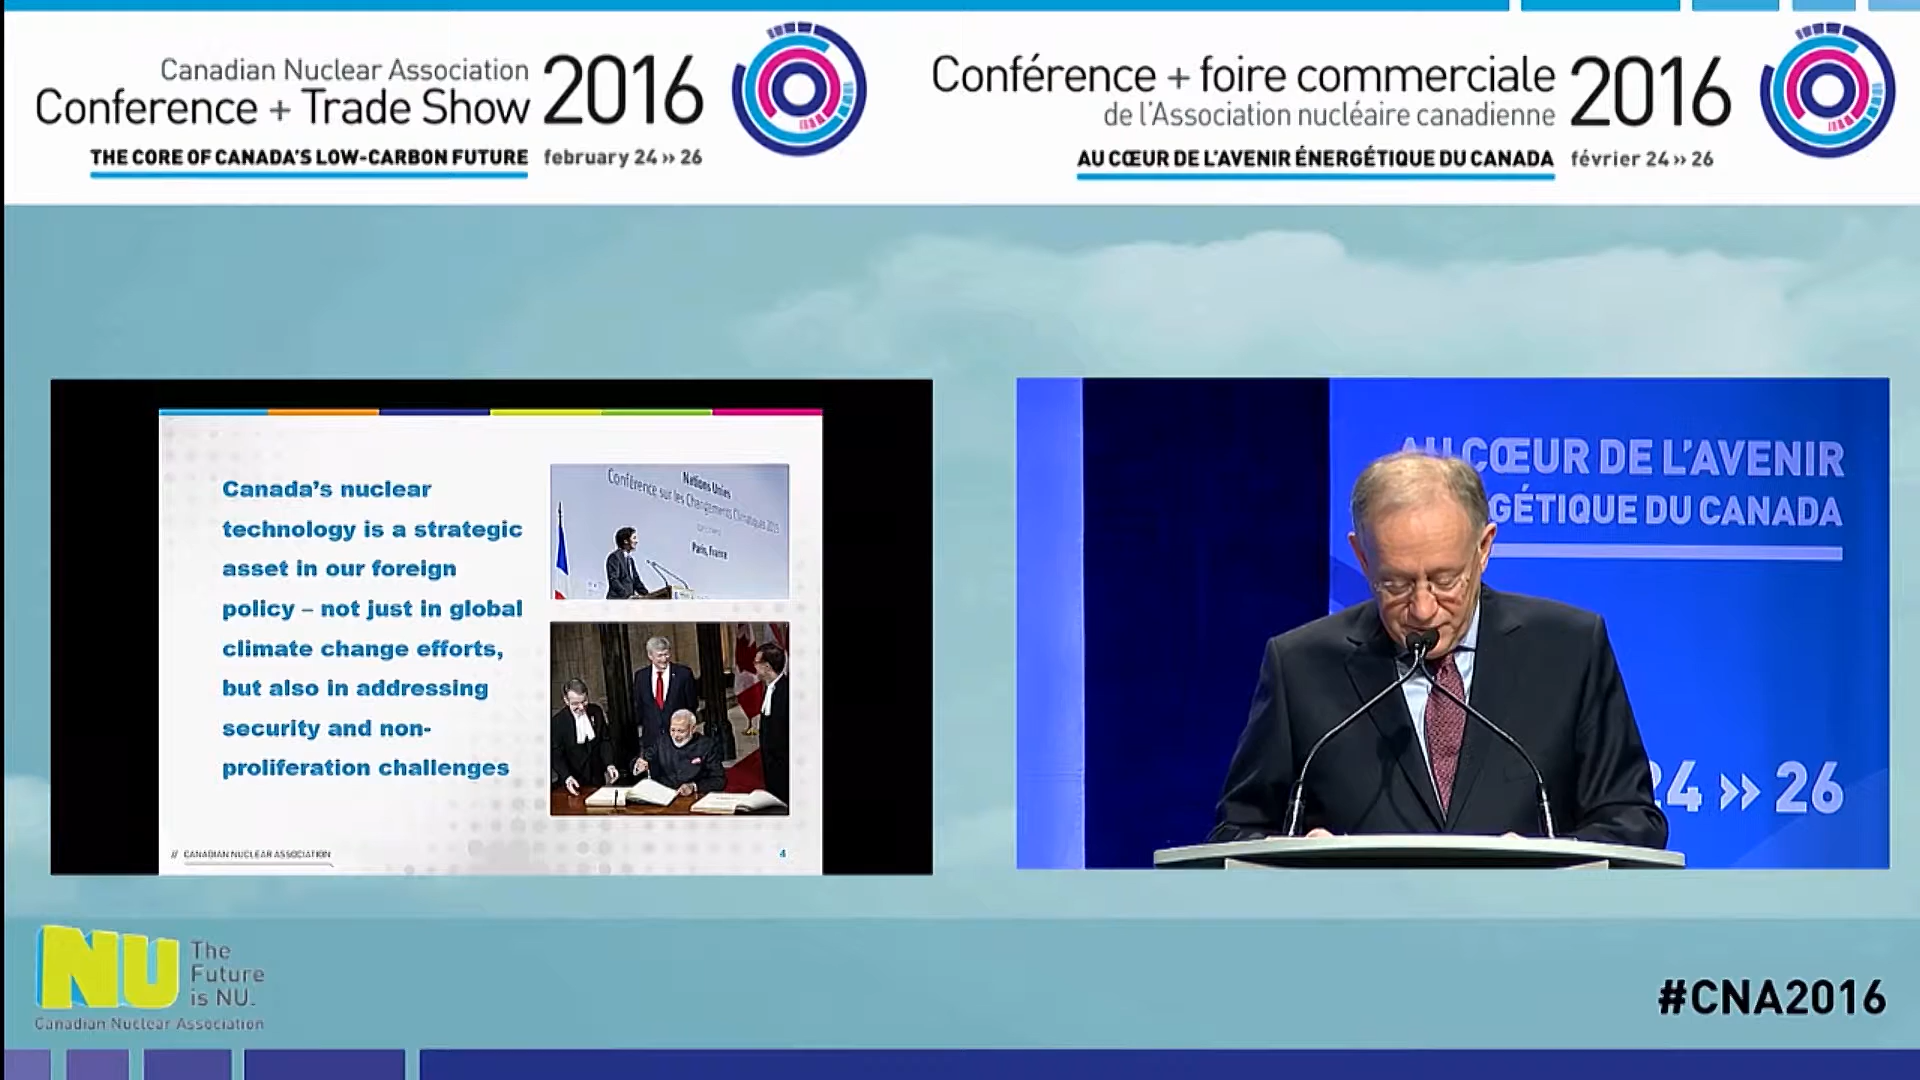 Canadian Nuclear Association
Conference + Trade Show 2016
THE CORE OF CANADA'S LOW-CARBON FUTURE february 24 ›› 26
Conférence + foire commerciale
de l'Association nucléaire canadienne 2016
AU CŒUR DE L'AVENIR ÉNERGÉTIQUE DU CANADA février 24 ›› 26
Canada's nuclear
technology is a strategic
asset in our foreign
policy – not just in global
climate change efforts,
but also in addressing
security and non-
proliferation challenges
Nations Unies
Conférence sur les Changements Climatiques 2015
Paris, France
// CANADIAN NUCLEAR ASSOCIATION
4
AU CŒUR DE L'AVENIR
GÉTIQUE DU CANADA
24 ›› 26
NU The
Future
is NU.
Canadian Nuclear Association
#CNA2016